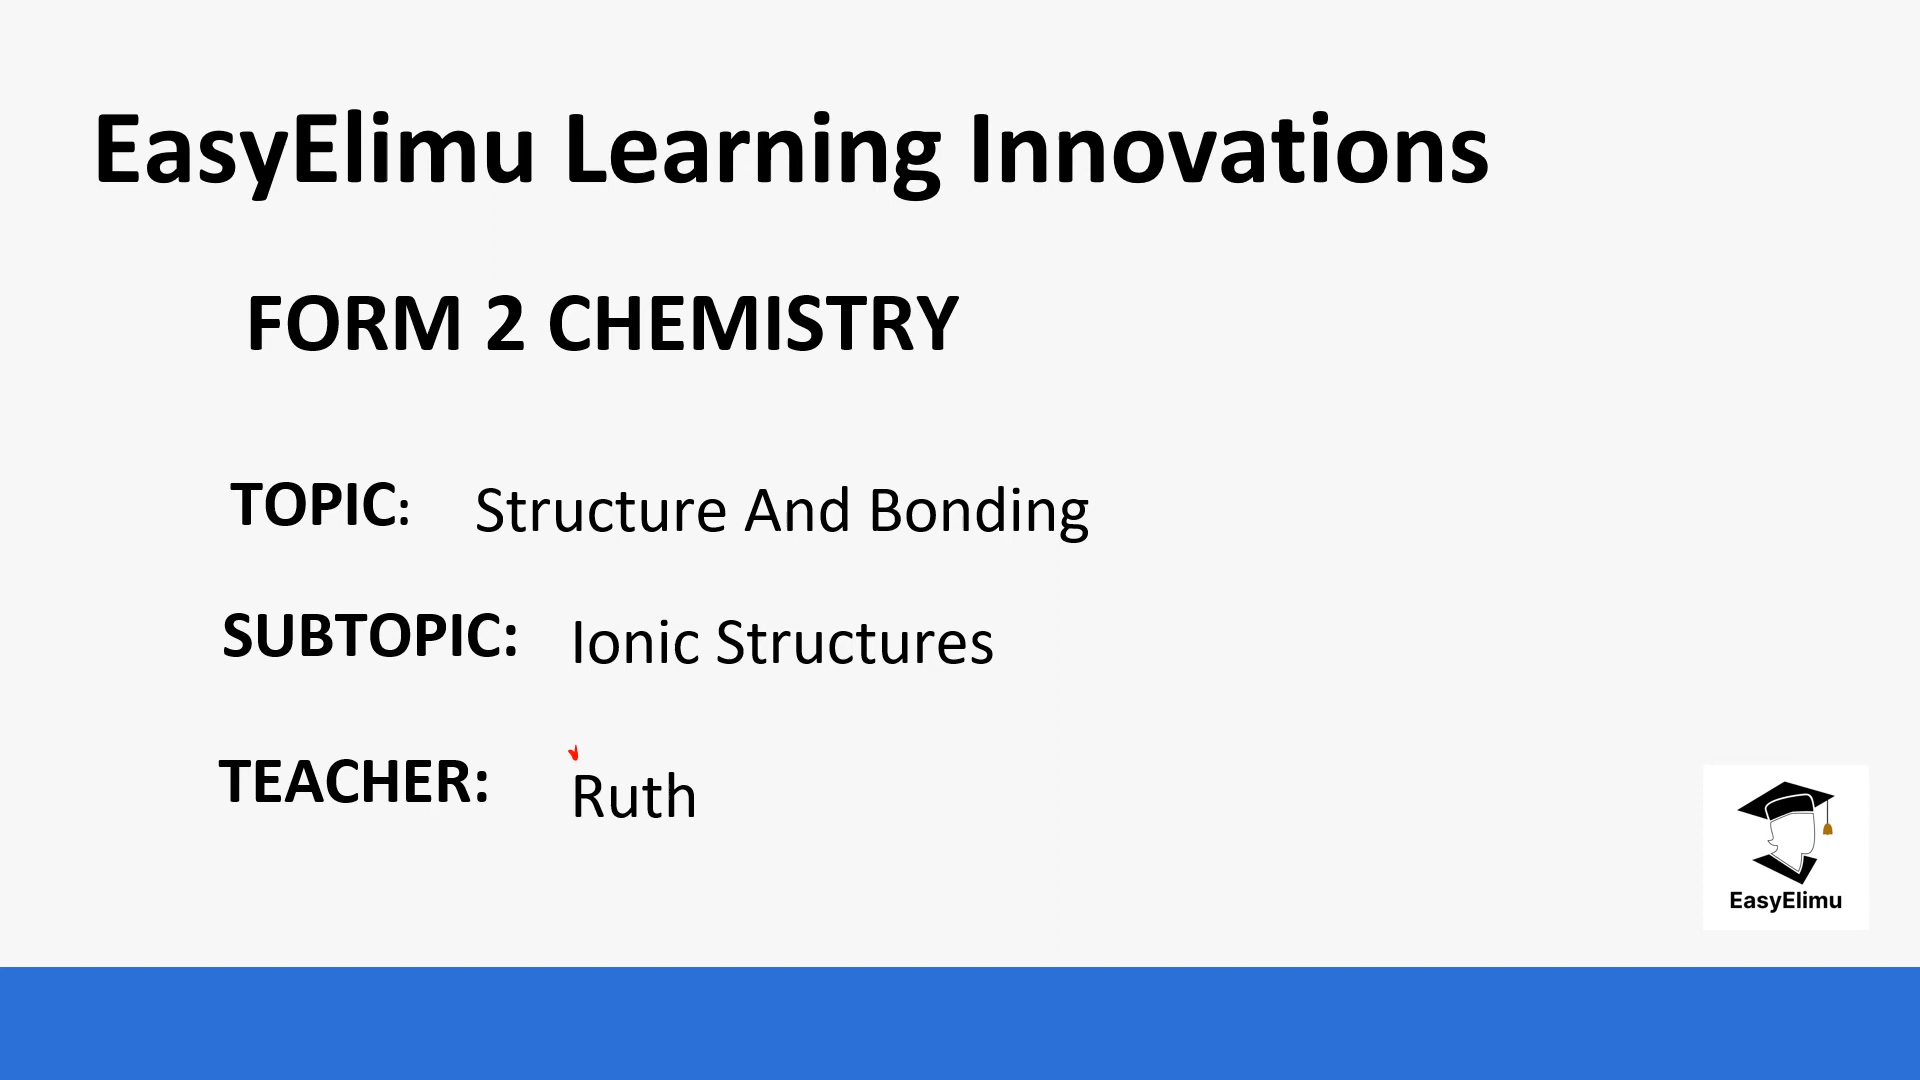 EasyElimu Learning Innovations
FORM 2 CHEMISTRY
TOPIC: Structure And Bonding
SUBTOPIC: Ionic Structures
TEACHER: Ruth
EasyElimu